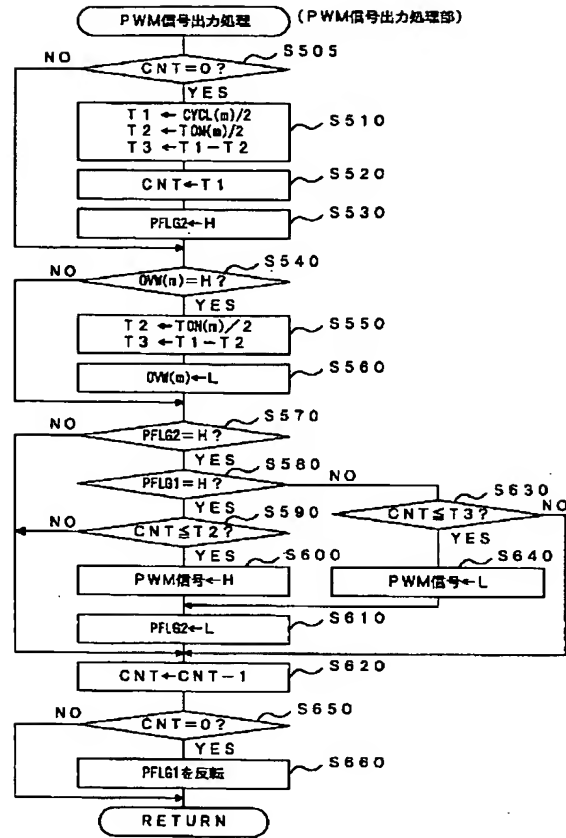 PWM信号出力処理
(PWM信号出力処理部)
S505
NO
CNT=0?
YES
T1 ← CYCL(m)/2
T2 ← TON(m)/2
T3 ← T1-T2
S510
CNT←T1
S520
PFLG2←H
S530
S540
NO
OVW(m)=H?
YES
T2 ← TON(m)/2
T3 ← T1-T2
S550
OVW(m)←L
S560
S570
NO
PFLG2=H?
YES
S580
PFLG1=H?
NO
YES
S590
S630
NO
CNT≦T2?
CNT≦T3?
NO
YES
YES
S600
S640
PWM信号←H
PWM信号←L
PFLG2←L
S610
CNT←CNT-1
S620
S650
NO
CNT=0?
YES
PFLG1を反転
S660
RETURN